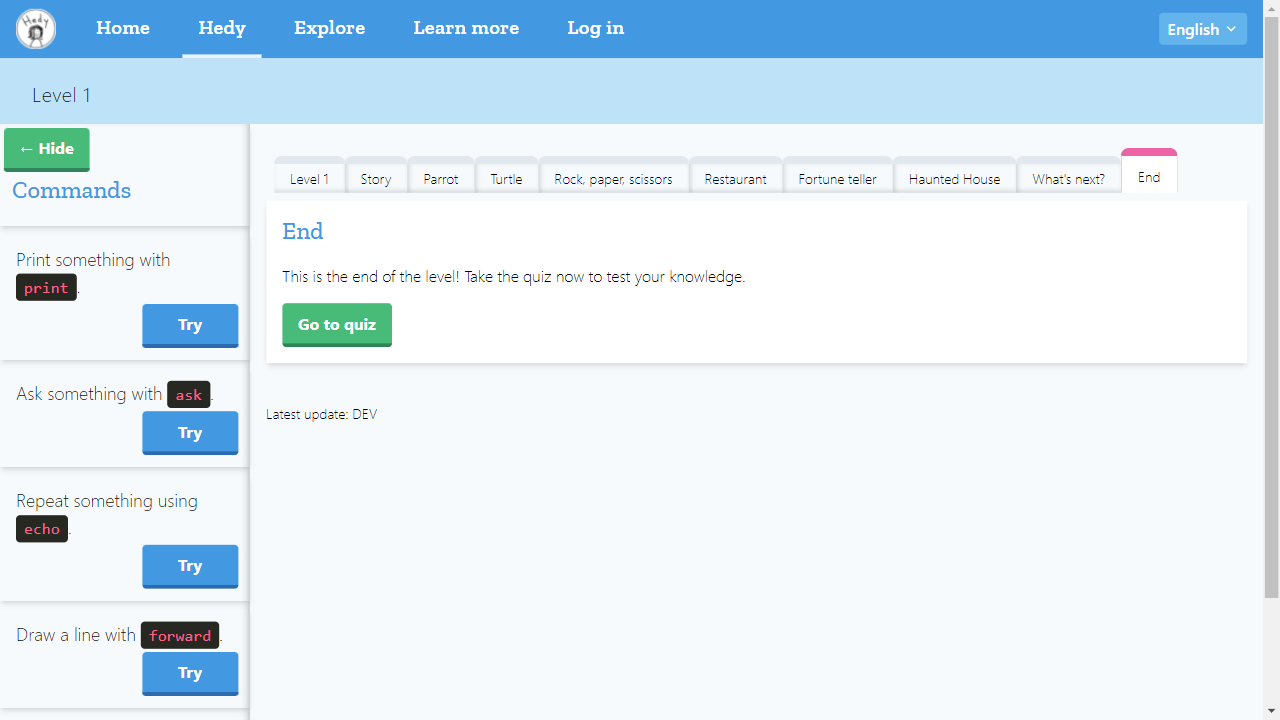 Hedy
Home
Hedy
Explore
Learn more
Log in
English
Level 1
← Hide
Commands
Print something with
print.
Try
Ask something with ask.
Try
Repeat something using
echo.
Try
Draw a line with forward.
Try
Level 1
Story
Parrot
Turtle
Rock, paper, scissors
Restaurant
Fortune teller
Haunted House
What's next?
End
End
This is the end of the level! Take the quiz now to test your knowledge.
Go to quiz
Latest update: DEV